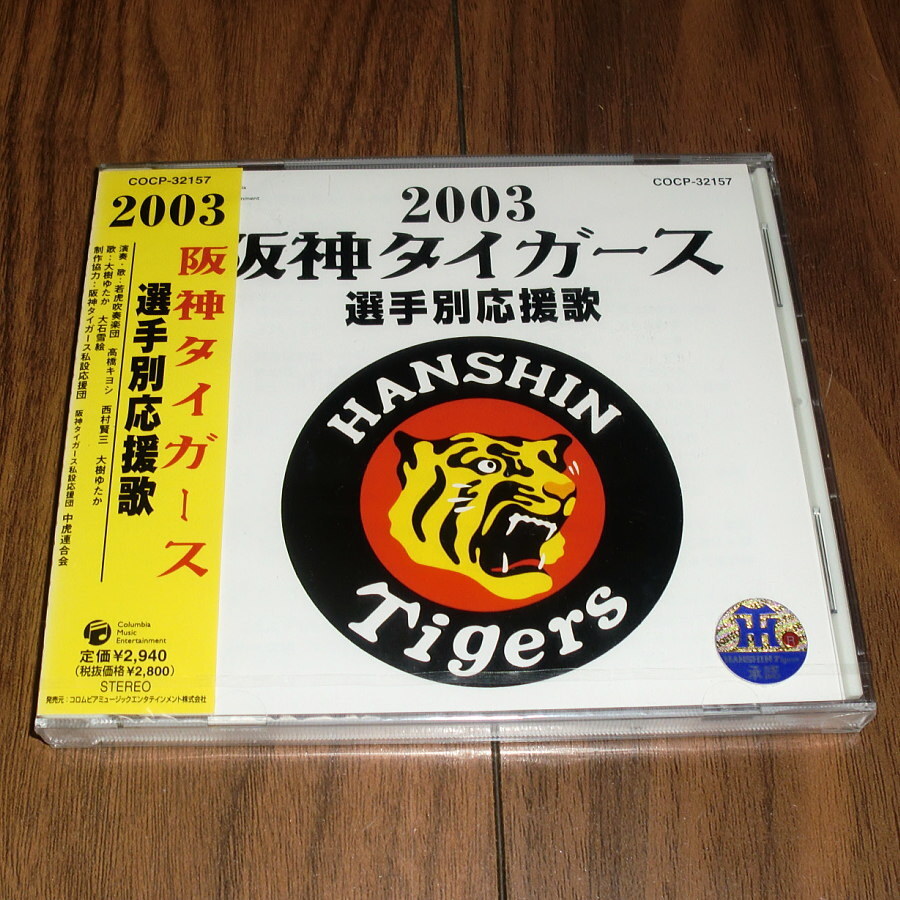 COCP-32157
2003
阪神タイガース
選手別応援歌
演奏・歌：若虎吹奏楽団 高橋キヨシ 西村賢三 大樹ゆたか
歌：大樹ゆたか 大石雪絵
制作協力：阪神タイガース私設応援団 阪神タイガース私設応援団 中虎連合会
Columbia
Music
Entertainment
定価¥2,940
(税抜価格¥2,800)
STEREO
発売元：コロムビアミュージックエンタテインメント株式会社
COCP-32157
2003
阪神タイガース
選手別応援歌
HANSHIN
Tigers
HANSHIN Tigers
承認